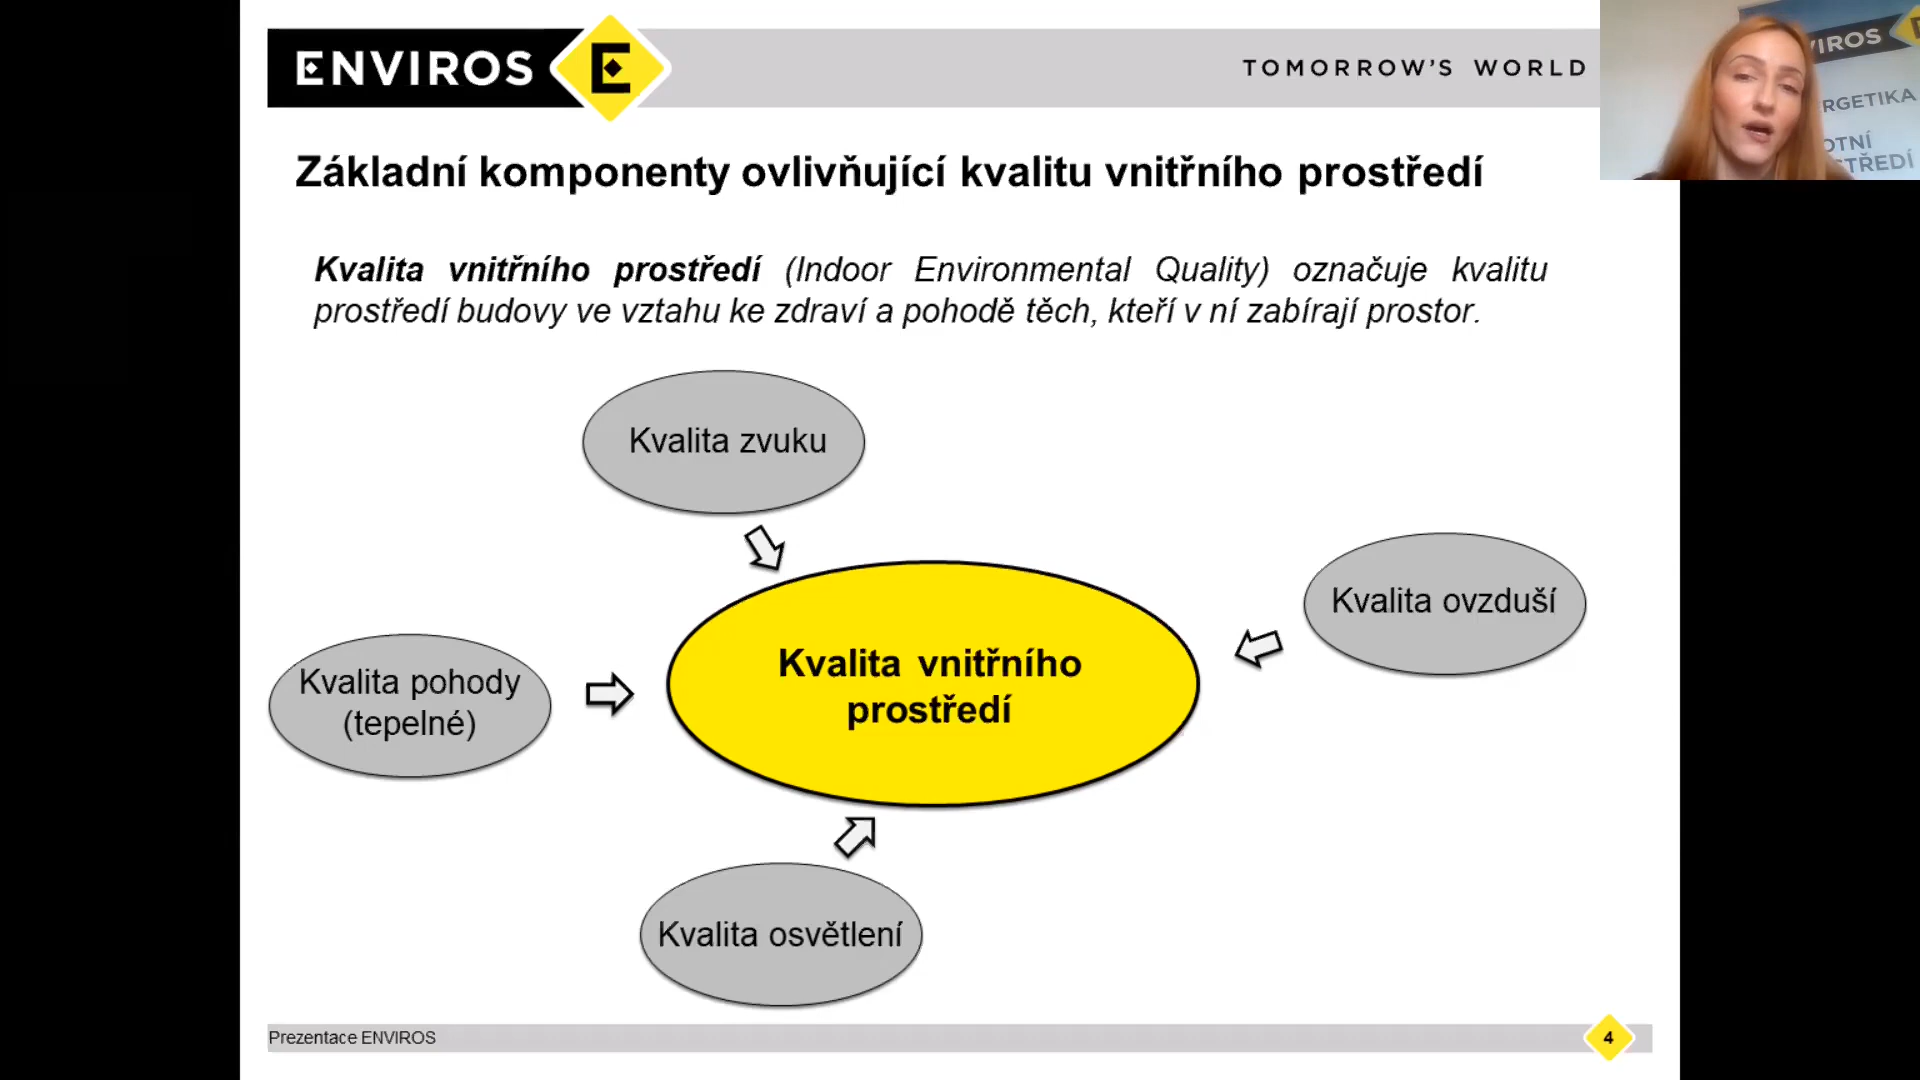 ENVIROS
TOMORROW'S WORLD
Základní komponenty ovlivňující kvalitu vnitřního prostředí
Kvalita vnitřního prostředí (Indoor Environmental Quality) označuje kvalitu
prostředí budovy ve vztahu ke zdraví a pohodě těch, kteří v ní zabírají prostor.
Kvalita zvuku
Kvalita ovzduší
Kvalita vnitřního
prostředí
Kvalita pohody
(tepelné)
Kvalita osvětlení
Prezentace ENVIROS
4